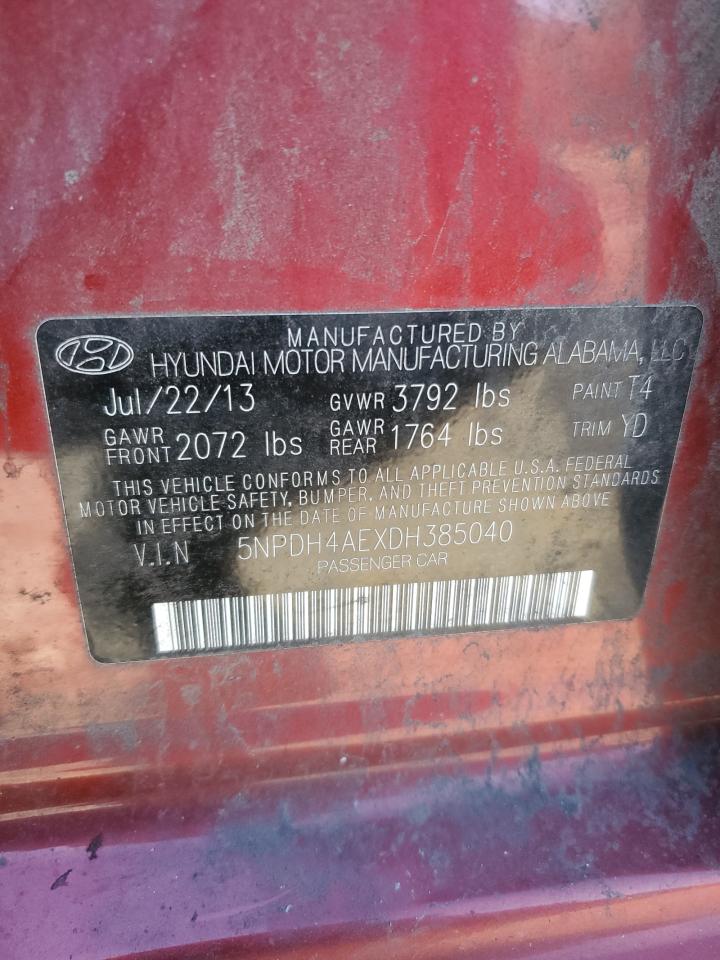 MANUFACTURED BY
HYUNDAI MOTOR MANUFACTURING ALABAMA, LLC
Jul/22/13 GVWR 3792 lbs PAINT T4
GAWR FRONT 2072 lbs GAWR REAR 1764 lbs TRIM YD
THIS VEHICLE CONFORMS TO ALL APPLICABLE U.S.A. FEDERAL
MOTOR VEHICLE SAFETY, BUMPER, AND THEFT PREVENTION STANDARDS
IN EFFECT ON THE DATE OF MANUFACTURE SHOWN ABOVE
V.I.N 5NPDH4AEXDH385040
PASSENGER CAR